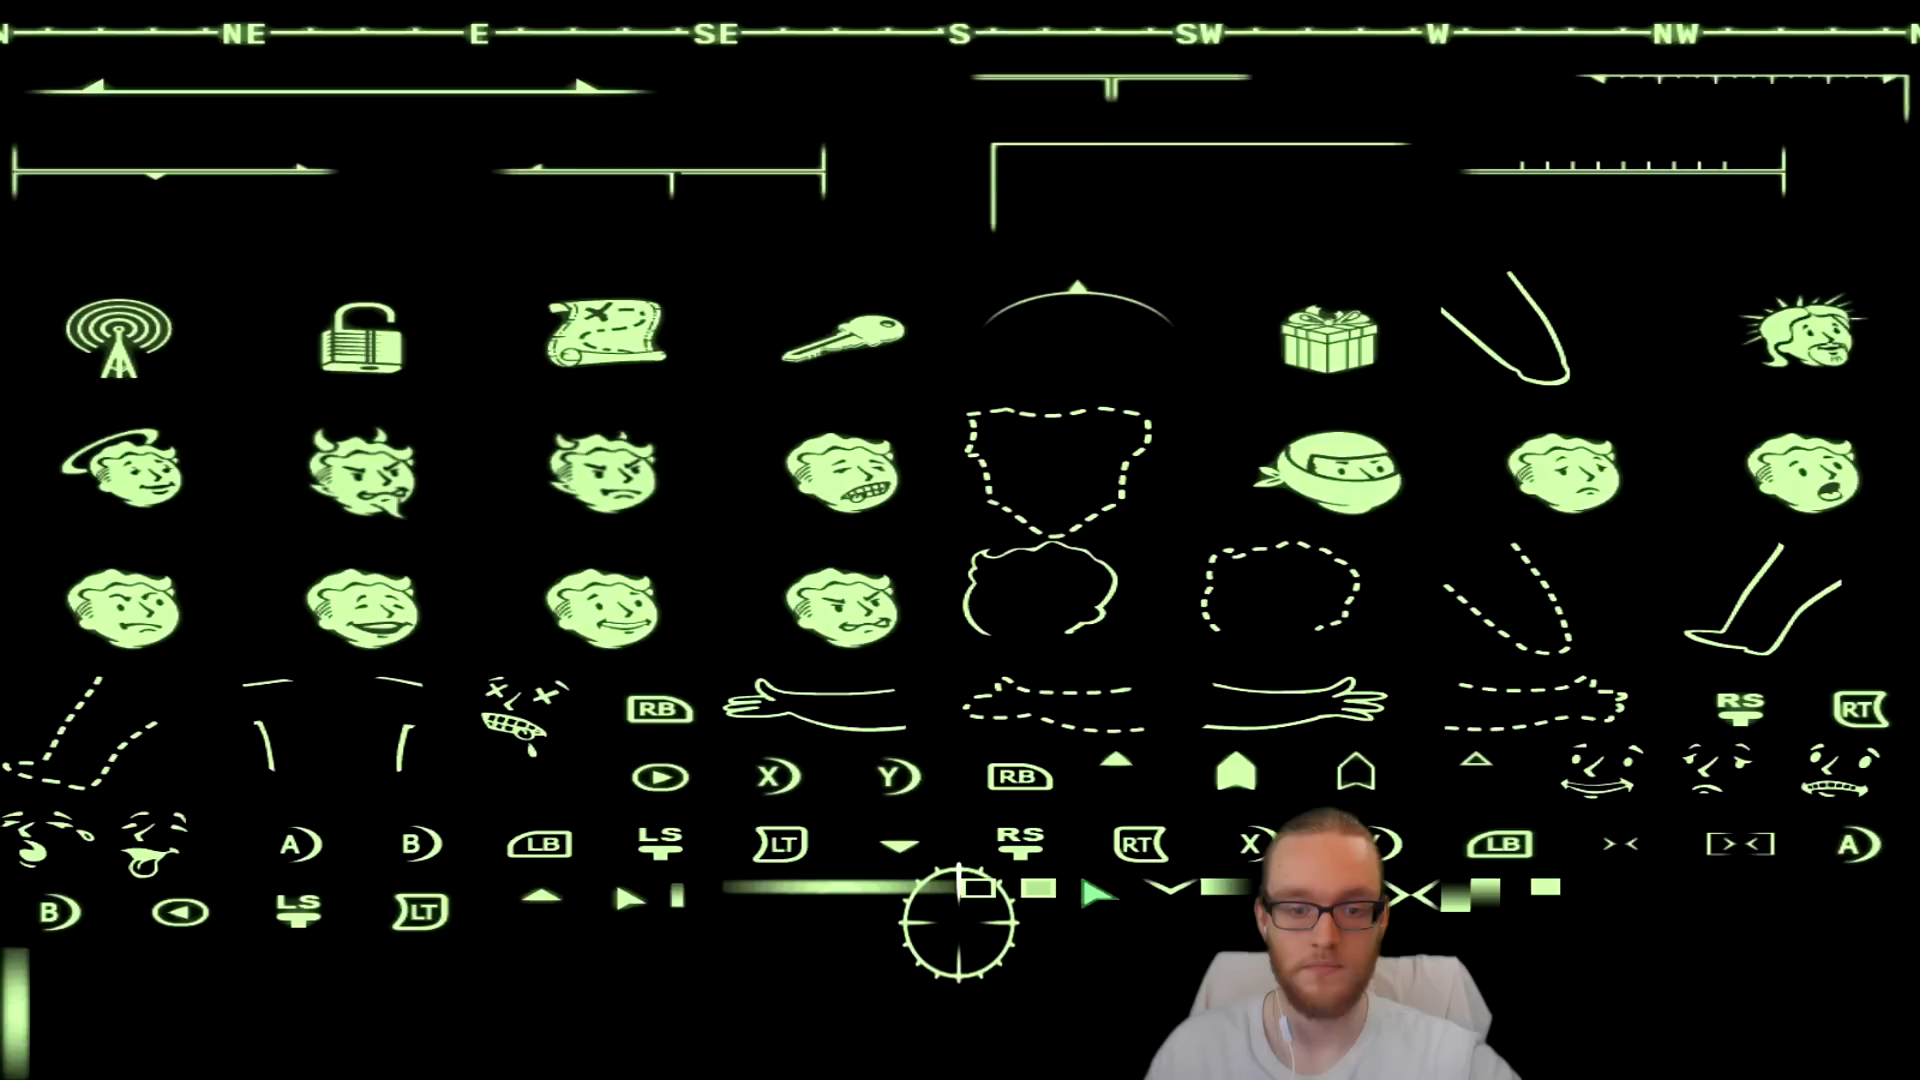 N NE E SE S SW W NW N
RB RS RT
X Y RB
A B LB LS LT RS RT X Y LB A
B LS LT